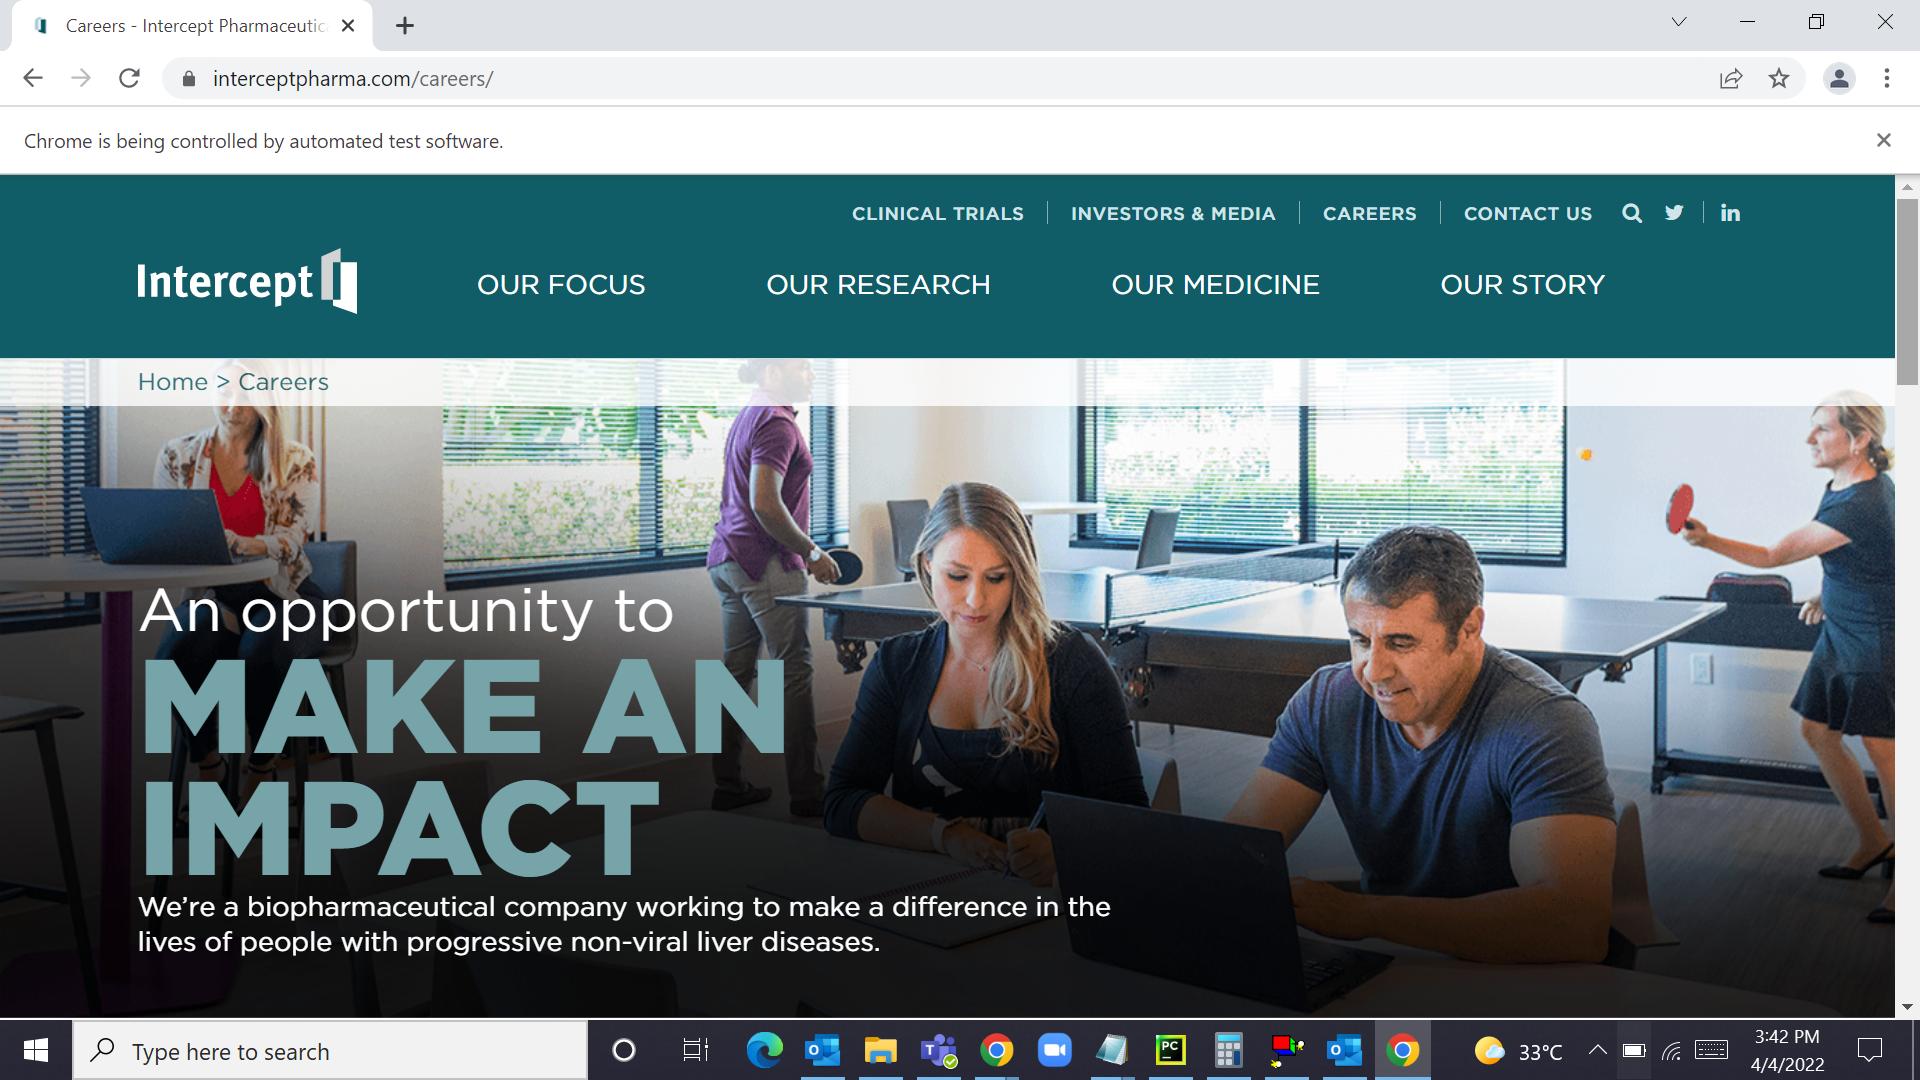 Careers - Intercept Pharmaceutic
interceptpharma.com/careers/
Chrome is being controlled by automated test software.
CLINICAL TRIALS
INVESTORS & MEDIA
CAREERS
CONTACT US
in
Intercept
OUR FOCUS
OUR RESEARCH
OUR MEDICINE
OUR STORY
Home > Careers
An opportunity to
MAKE AN
IMPACT
We're a biopharmaceutical company working to make a difference in the
lives of people with progressive non-viral liver diseases.
Type here to search
PC
33°C
3:42 PM
4/4/2022